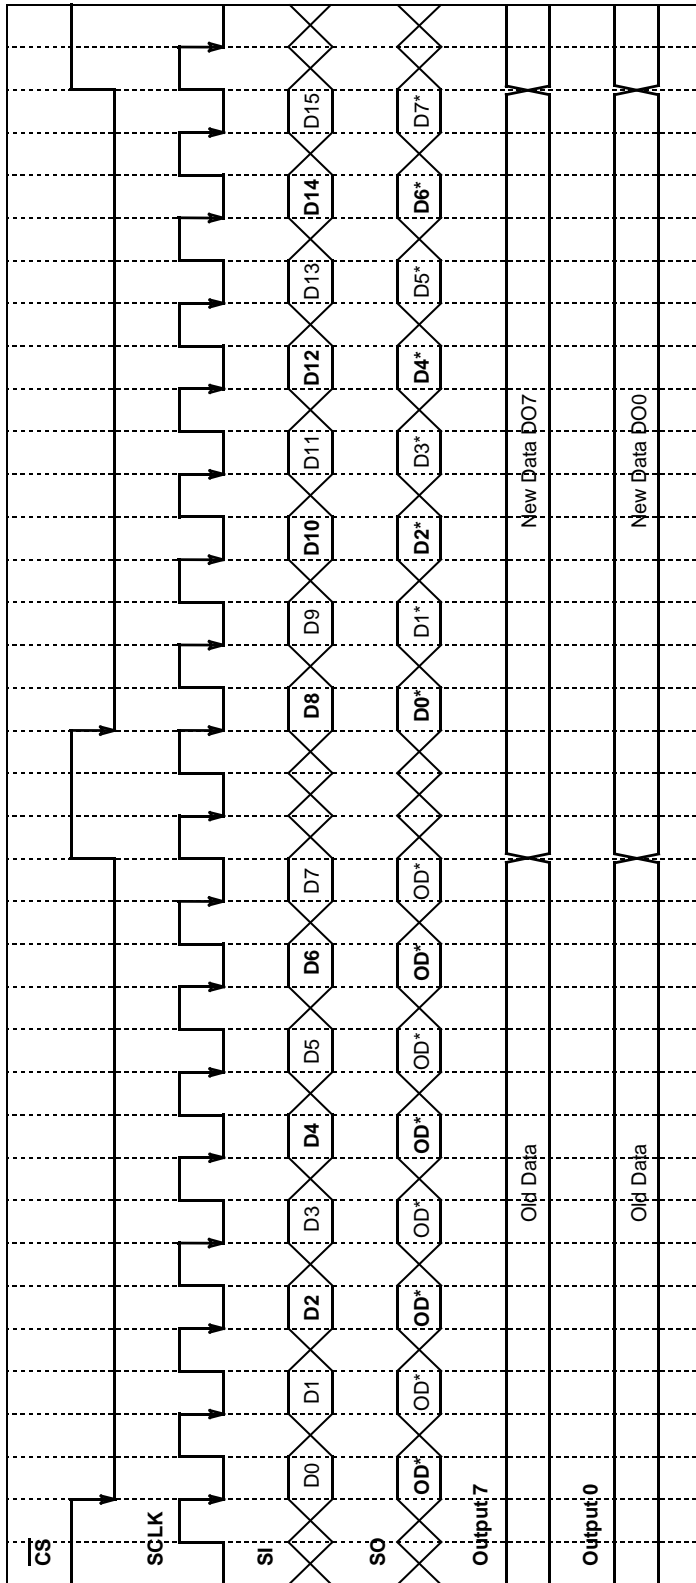 CS
SCLK
SI D0 D1 D2 D3 D4 D5 D6 D7 D8 D9 D10 D11 D12 D13 D14 D15
SO OD* OD* OD* OD* OD* OD* OD* OD* D0* D1* D2* D3* D4* D5* D6* D7*
Output 7 Old Data New Data DO7
Output 0 Old Data New Data DO0